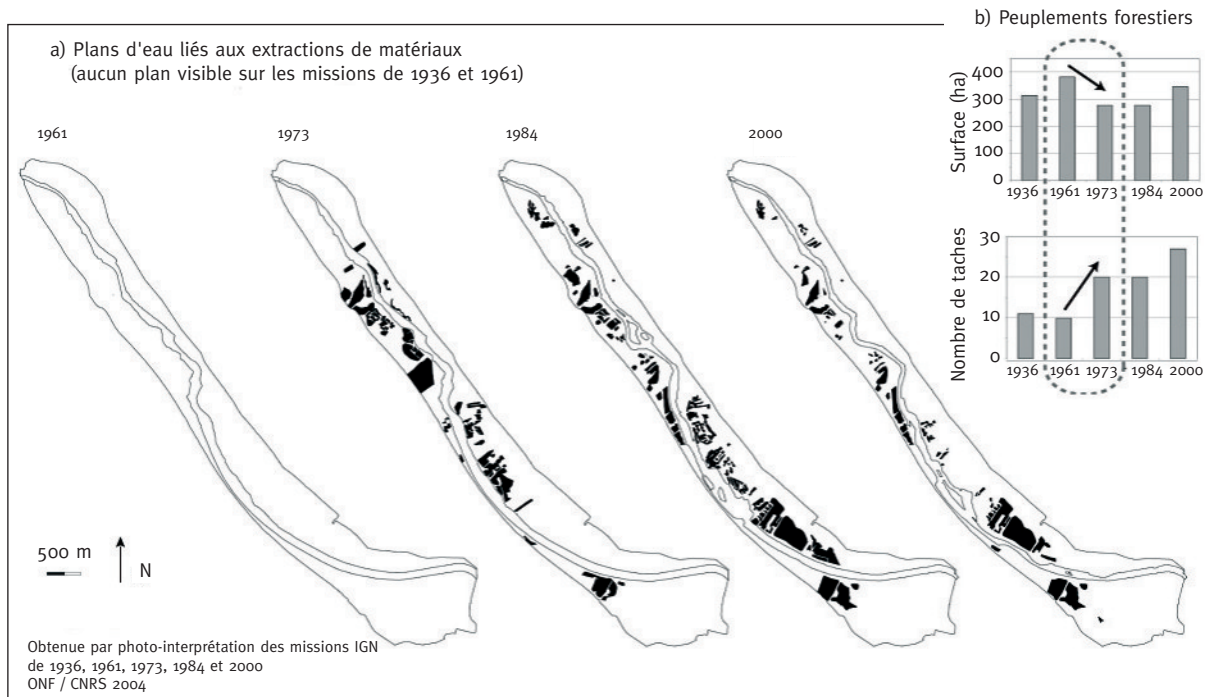 a) Plans d'eau liés aux extractions de matériaux
(aucun plan visible sur les missions de 1936 et 1961)
1961
1973
1984
2000
500 m
N
Obtenue par photo-interprétation des missions IGN
de 1936, 1961, 1973, 1984 et 2000
ONF / CNRS 2004
b) Peuplements forestiers
Surface (ha)
400
300
200
100
0
1936 1961 1973 1984 2000
Nombre de taches
30
20
10
0
1936 1961 1973 1984 2000